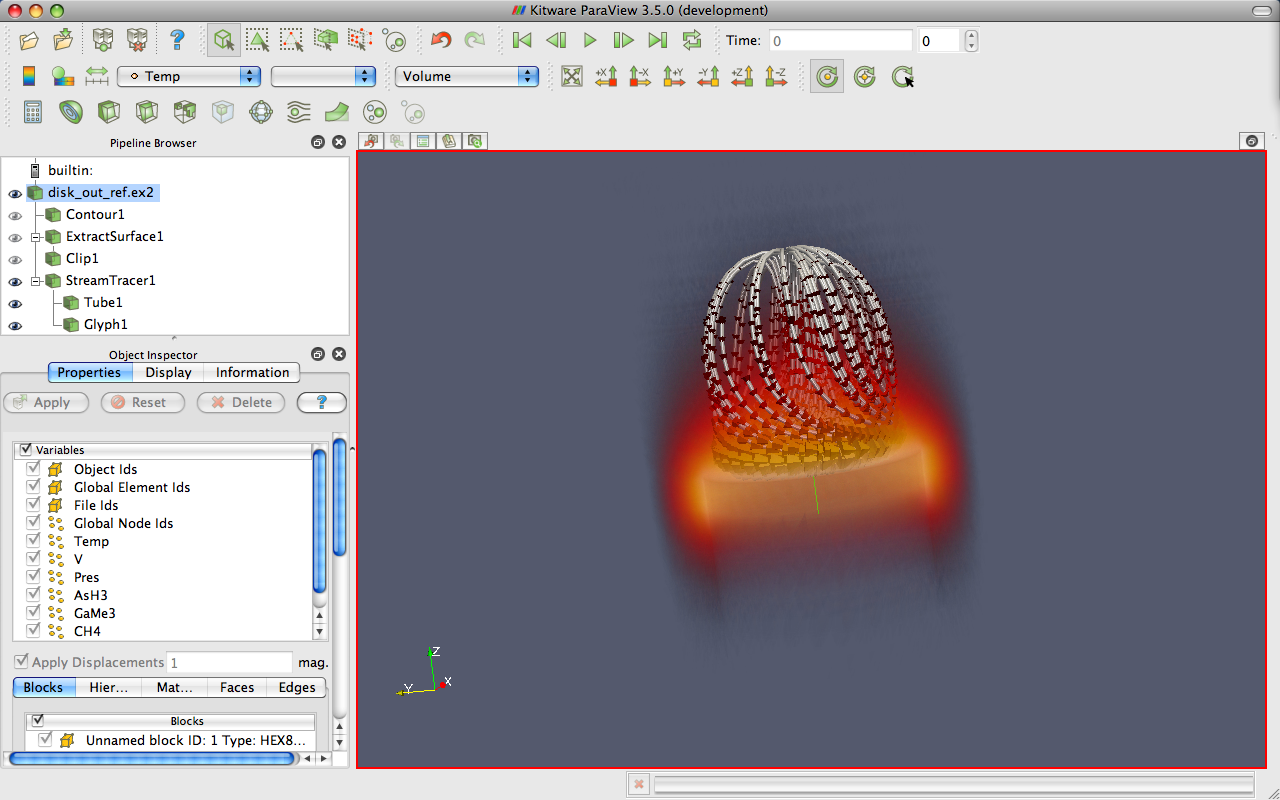 Kitware ParaView 3.5.0 (development)
? Time: 0 0
Temp Volume +X -X +Y -Y +Z -Z
Pipeline Browser
builtin:
disk_out_ref.ex2
Contour1
ExtractSurface1
Clip1
StreamTracer1
Tube1
Glyph1
Object Inspector
Properties Display Information
Apply Reset Delete ?
Variables
Object Ids
Global Element Ids
File Ids
Global Node Ids
Temp
V
Pres
AsH3
GaMe3
CH4
Apply Displacements 1 mag.
Blocks Hier... Mat... Faces Edges
Blocks
Unnamed block ID: 1 Type: HEX8...
Z
Y X